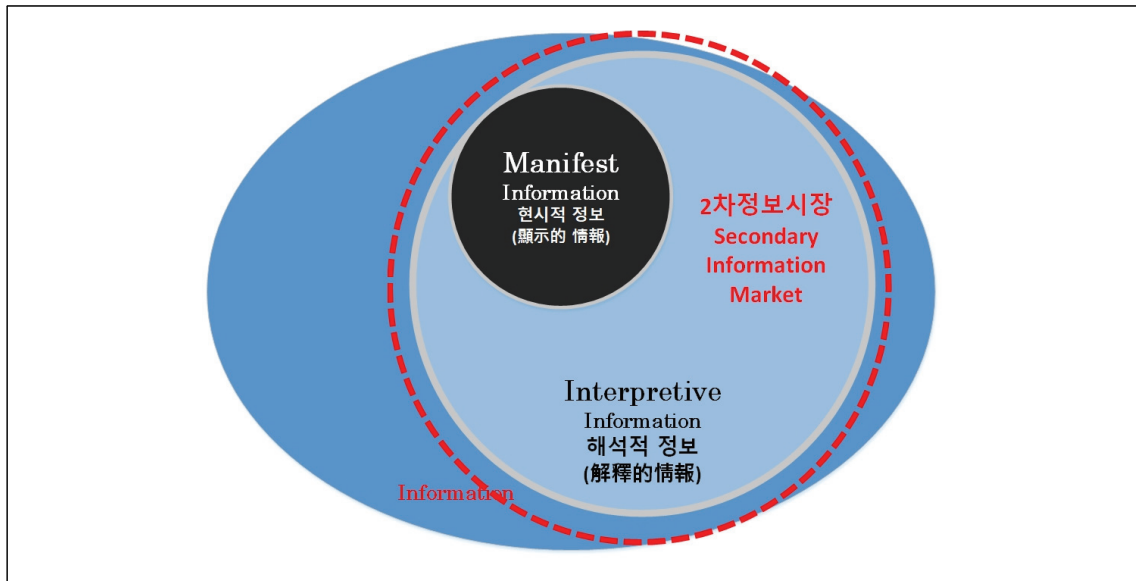 Manifest
Information
현시적 정보
(顯示的 情報)
2차정보시장
Secondary
Information
Market
Interpretive
Information
해석적 정보
(解釋的情報)
Information